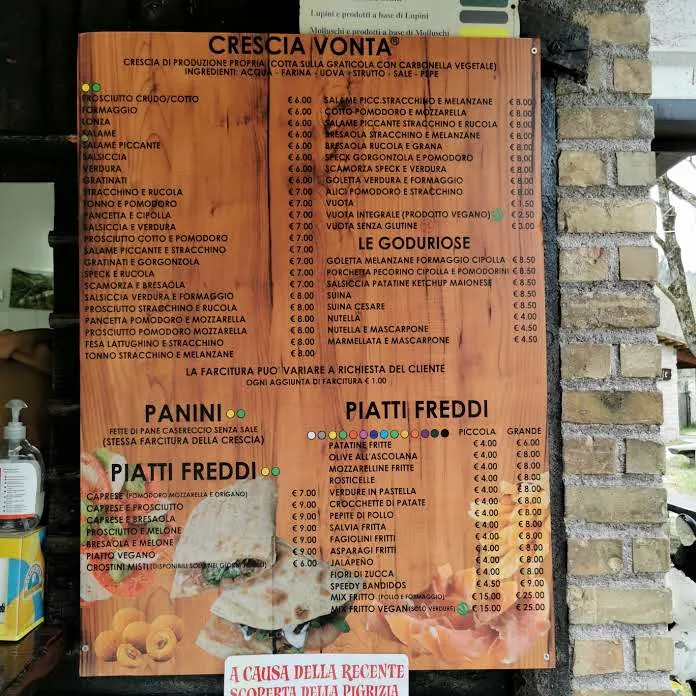 Lupini e prodotti a base di Lupini
Molluschi e prodotti a base di Molluschi
CRESCIA VONTA®
CRESCIA DI PRODUZIONE PROPRIA (COTTA SULLA GRATICOLA CON CARBONELLA VEGETALE)
INGREDIENTI: ACQUA - FARINA - UOVA - STRUTTO - SALE - PEPE
PROSCIUTTO CRUDO/COTTO € 6.00
FORMAGGIO € 6.00
LONZA € 6.00
SALAME € 6.00
SALAME PICCANTE € 6.00
SALSICCIA € 6.00
VERDURA € 6.00
GRATINATI € 6.00
STRACCHINO E RUCOLA € 7.00
TONNO E POMODORO € 7.00
PANCETTA E CIPOLLA € 7.00
SALSICCIA E VERDURA € 7.00
PROSCIUTTO COTTO E POMODORO € 7.00
SALAME PICCANTE E STRACCHINO € 7.00
GRATINATI E GORGONZOLA € 7.00
SPECK E RUCOLA € 7.00
SCAMORZA E BRESAOLA € 7.00
SALSICCIA VERDURA E FORMAGGIO € 8.00
PROSCIUTTO STRACCHINO E RUCOLA € 8.00
PANCETTA POMODORO E MOZZARELLA € 8.00
PROSCIUTTO POMODORO MOZZARELLA € 8.00
FESA LATTUGHINO E STRACCHINO € 8.00
TONNO STRACCHINO E MELANZANE € 8.00
SALAME PICC.STRACCHINO E MELANZANE € 8.00
COTTO POMODORO E MOZZARELLA € 8.00
SALAME PICCANTE STRACCHINO E RUCOLA € 8.00
BRESAOLA STRACCHINO E MELANZANE € 8.00
BRESAOLA RUCOLA E GRANA € 8.00
SPECK GORGONZOLA E POMODORO € 8.00
SCAMORZA SPECK E VERDURA € 8.00
GOLETTA VERDURA E FORMAGGIO € 8.00
ALICI POMODORO E STRACCHINO € 8.00
VUOTA € 1.50
VUOTA INTEGRALE (PRODOTTO VEGANO) € 2.50
VUOTA SENZA GLUTINE € 3.00
LE GODURIOSE
GOLETTA MELANZANE FORMAGGIO CIPOLLA € 8.50
PORCHETTA PECORINO CIPOLLA E POMODORINI € 8.50
SALSICCIA PATATINE KETCHUP MAIONESE € 8.50
SUINA € 8.50
SUINA CESARE € 8.50
NUTELLA € 4.00
NUTELLA E MASCARPONE € 4.50
MARMELLATA E MASCARPONE € 4.50
LA FARCITURA PUO' VARIARE A RICHIESTA DEL CLIENTE
OGNI AGGIUNTA DI FARCITURA € 1.00
PANINI
FETTE DI PANE CASERECCIO SENZA SALE
(STESSA FARCITURA DELLA CRESCIA)
PIATTI FREDDI
CAPRESE (POMODORO MOZZARELLA E ORIGANO) € 7.00
CAPRESE E PROSCIUTTO € 9.00
CAPRESE E BRESAOLA € 9.00
PROSCIUTTO E MELONE € 9.00
BRESAOLA E MELONE € 9.00
PIATTO VEGANO € 9.00
CROSTINI MISTI € 6.00
PIATTI FREDDI
PICCOLA GRANDE
PATATINE FRITTE € 4.00 € 6.00
OLIVE ALL'ASCOLANA € 4.00 € 8.00
MOZZARELLINE FRITTE € 4.00 € 8.00
ROSTICELLE € 4.00 € 8.00
VERDURE IN PASTELLA € 4.00 € 8.00
CROCCHETTE DI PATATE € 4.00 € 8.00
PEPITE DI POLLO € 4.00 € 8.00
SALVIA FRITTA € 4.00 € 8.00
FAGIOLINI FRITTI € 4.00 € 8.00
ASPARAGI FRITTI € 4.00 € 8.00
JALAPEÑO € 4.00 € 8.00
FIORI DI ZUCCA € 4.00 € 8.00
SPEEDY BANDIDOS € 4.50 € 9.00
MIX FRITTO (POLLO E FORMAGGIO) € 15.00 € 25.00
MIX FRITTO VEGAN (SOLO VERDURE) € 15.00 € 25.00
A CAUSA DELLA RECENTE
SCOPERTA DELLA PIGRIZIA